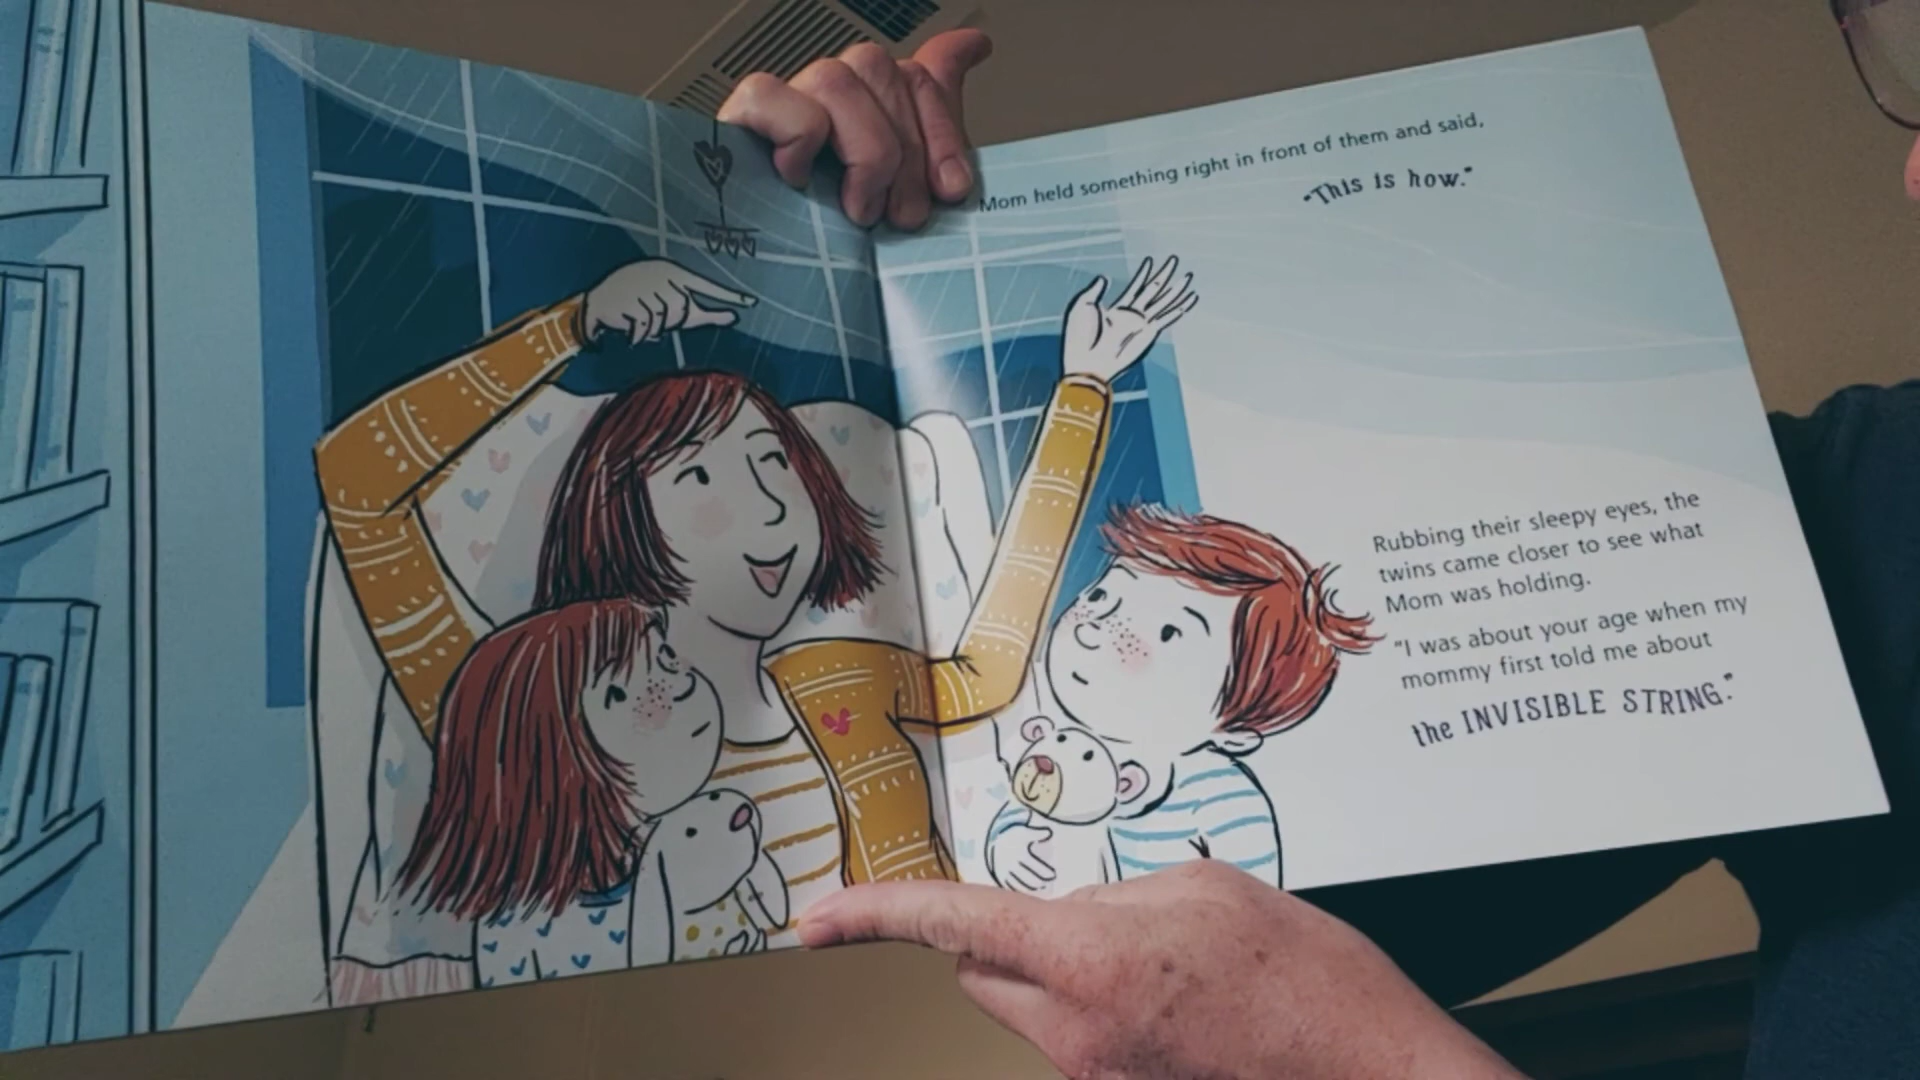 Mom held something right in front of them and said,
"This is how."
Rubbing their sleepy eyes, the
twins came closer to see what
Mom was holding.
"I was about your age when my
mommy first told me about
the INVISIBLE STRING."